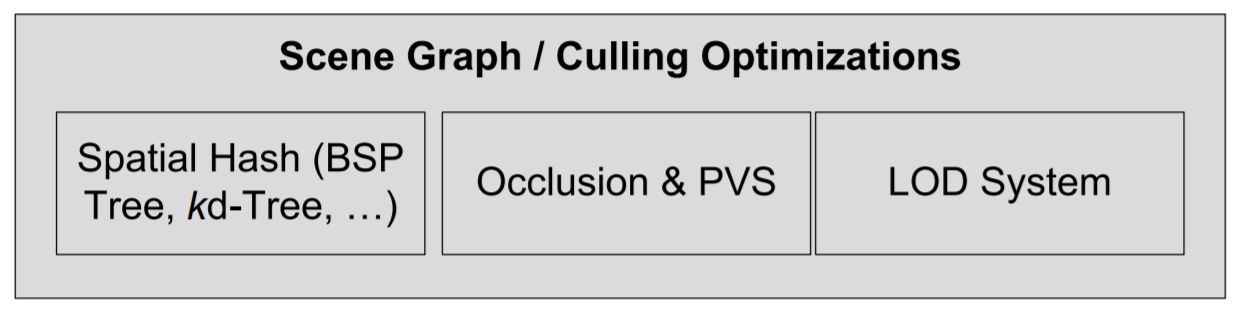 Scene Graph / Culling Optimizations
Spatial Hash (BSP
Tree, kd-Tree, …)
Occlusion & PVS
LOD System